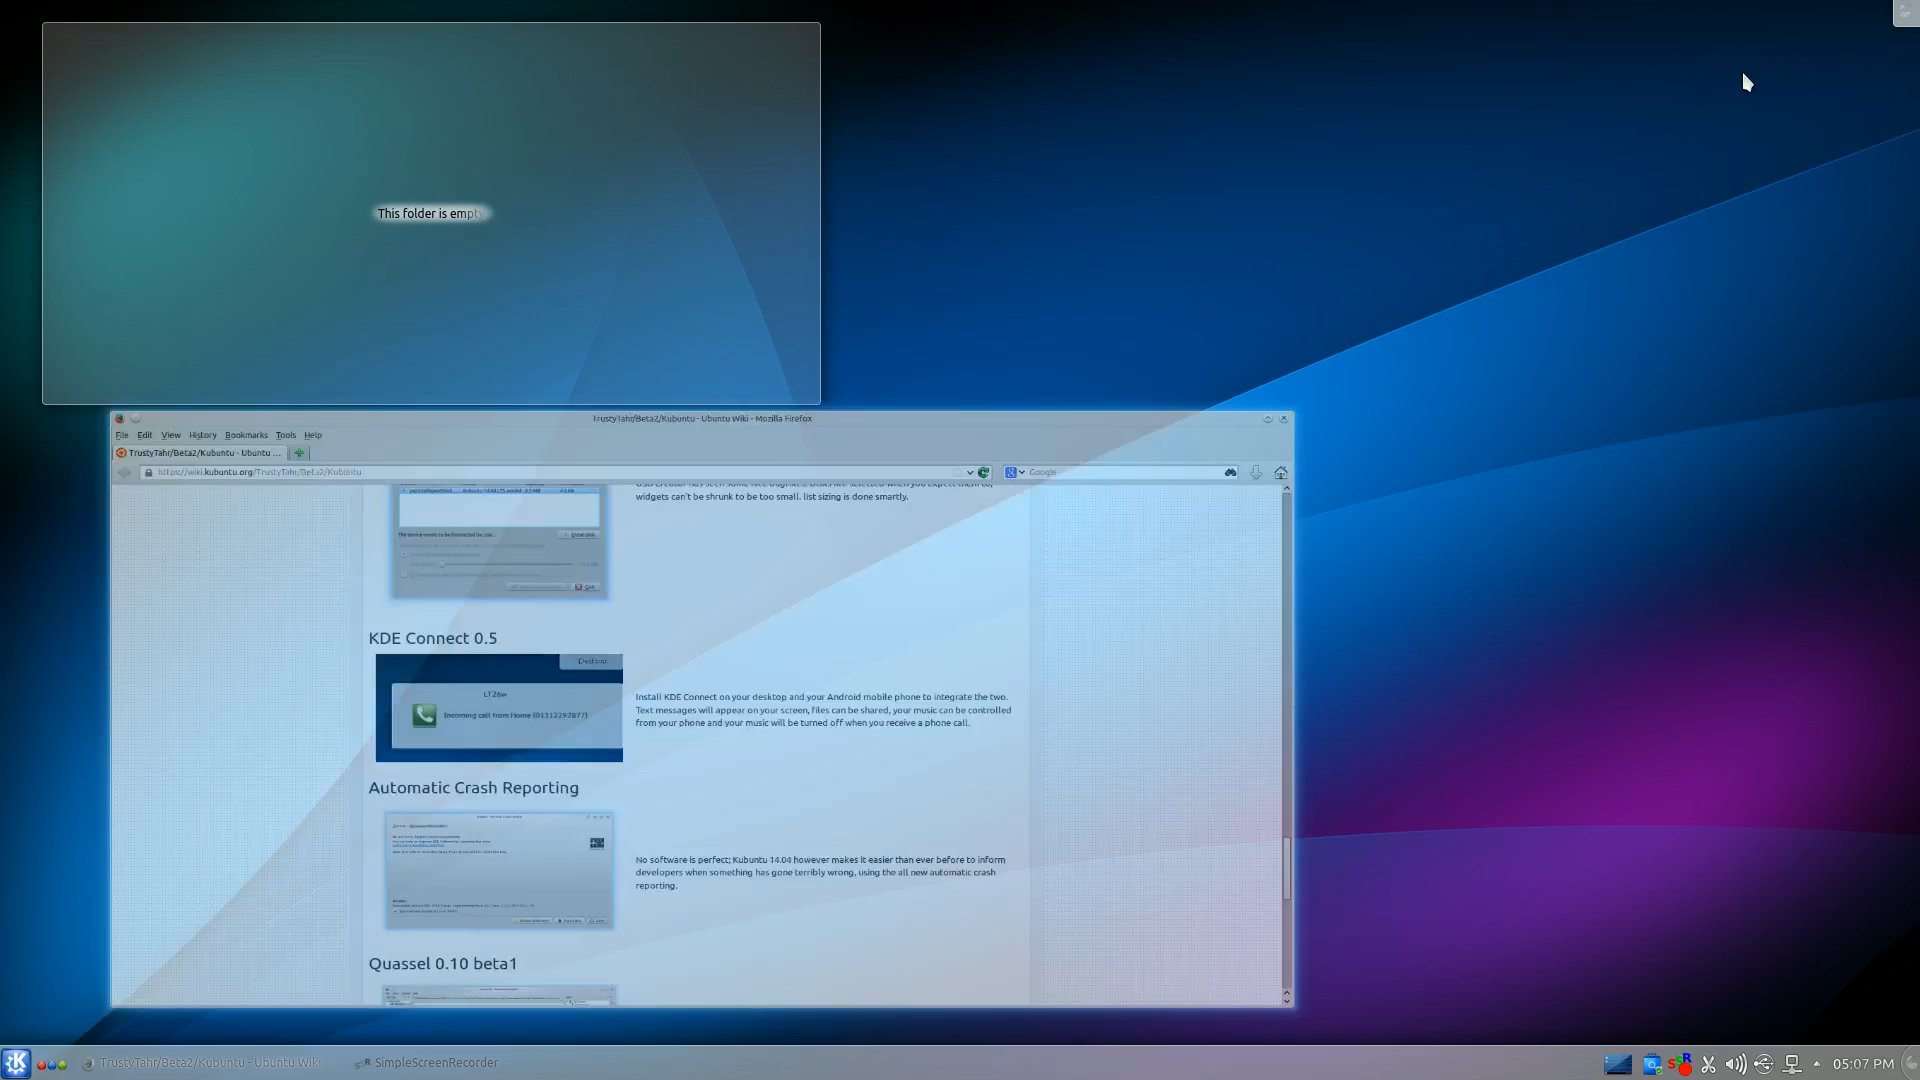 This folder is empty
TrustyTahr/Beta2/Kubuntu - Ubuntu Wiki - Mozilla Firefox
File Edit View History Bookmarks Tools Help
TrustyTahr/Beta2/Kubuntu - Ubuntu ...
https://wiki.kubuntu.org/TrustyTahr/Beta2/Kubuntu
Google
widgets can't be shrunk to be too small. list sizing is done smartly.
KDE Connect 0.5
Desktop
LT26w
Incoming call from Home (01312292877)
Install KDE Connect on your desktop and your Android mobile phone to integrate the two.
Text messages will appear on your screen, files can be shared, your music can be controlled
from your phone and your music will be turned off when you receive a phone call.
Automatic Crash Reporting
No software is perfect; Kubuntu 14.04 however makes it easier than ever before to inform
developers when something has gone terribly wrong, using the all new automatic crash
reporting.
Quassel 0.10 beta1
TrustyTahr/Beta2/Kubuntu - Ubuntu Wiki
SimpleScreenRecorder
05:07 PM